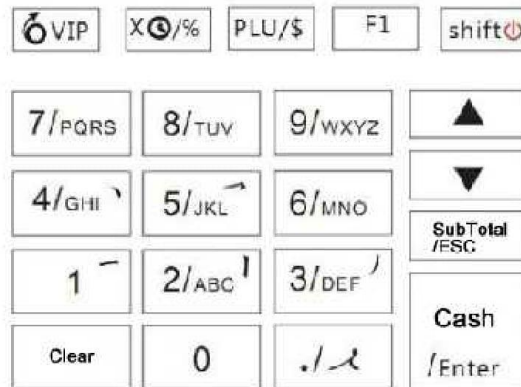 VIP X/% PLU/$ F1 shift
7/PQRS 8/TUV 9/WXYZ ▲
4/GHI ㇔ 5/JKL ㇖ 6/MNO ▼
SubTotal
/ESC
1 ㇐ 2/ABC ㇑ 3/DEF ㇓
Cash
/Enter
Clear 0 ./